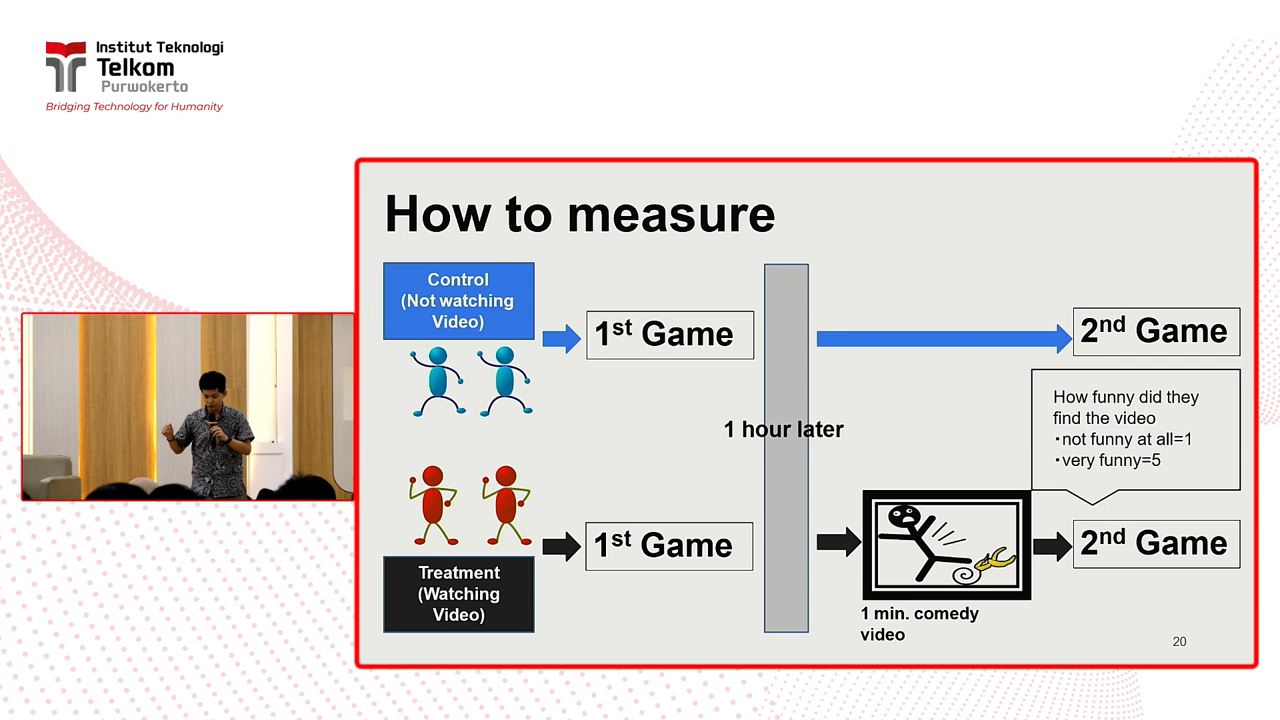 Institut Teknologi
Telkom
Purwokerto
Bridging Technology for Humanity
How to measure
Control
(Not watching
Video)
1st Game
2nd Game
How funny did they
find the video
・not funny at all=1
・very funny=5
1 hour later
1st Game
2nd Game
Treatment
(Watching
Video)
1 min. comedy
video
20